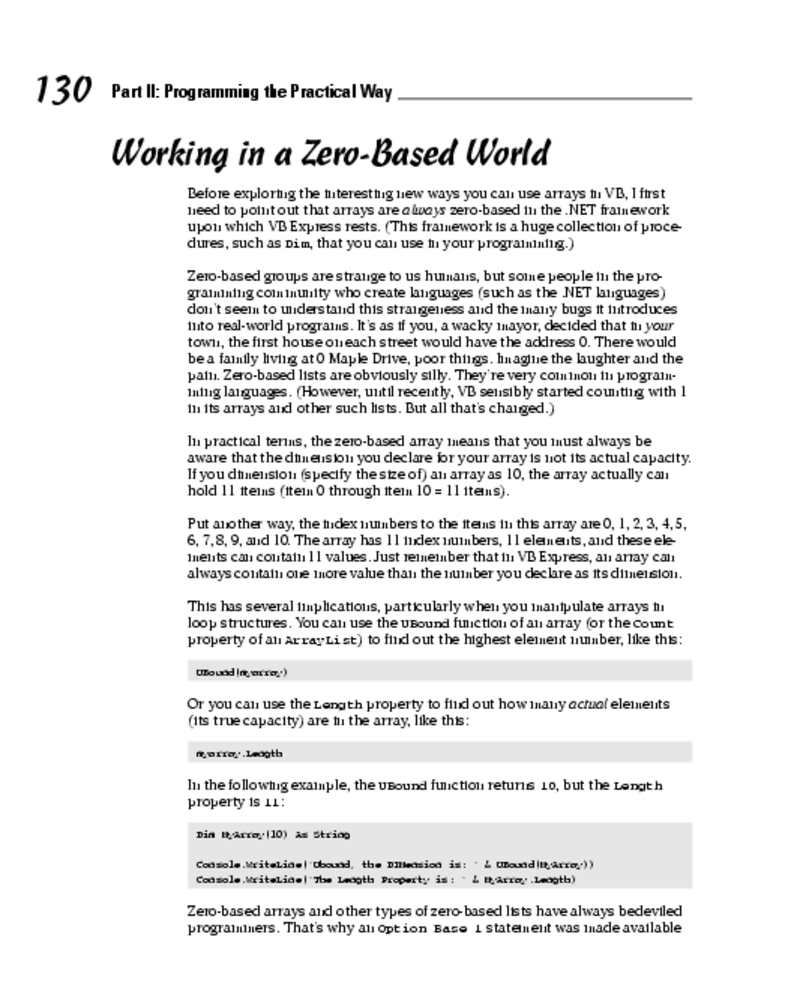 130 Part II: Programming the Practical Way
Working in a Zero-Based World
Before exploring the interesting new ways you can use arrays in VB, I first
need to point out that arrays are always zero-based in the .NET framework
upon which VB Express rests. (This framework is a huge collection of proce-
dures, such as Dim, that you can use in your programming.)
Zero-based groups are strange to us humans, but some people in the pro-
gramming community who create languages (such as the .NET languages)
don't seem to understand this strangeness and the many bugs it introduces
into real-world programs. It's as if you, a wacky mayor, decided that in your
town, the first house on each street would have the address 0. There would
be a family living at 0 Maple Drive, poor things. Imagine the laughter and the
pain. Zero-based lists are obviously silly. They're very common in program-
ming languages. (However, until recently, VB sensibly started counting with 1
in its arrays and other such lists. But all that's changed.)
In practical terms, the zero-based array means that you must always be
aware that the dimension you declare for your array is not its actual capacity.
If you dimension (specify the size of) an array as 10, the array actually can
hold 11 items (item 0 through item 10 = 11 items).
Put another way, the index numbers to the items in this array are 0, 1, 2, 3, 4, 5,
6, 7, 8, 9, and 10. The array has 11 index numbers, 11 elements, and these ele-
ments can contain 11 values. Just remember that in VB Express, an array can
always contain one more value than the number you declare as its dimension.
This has several implications, particularly when you manipulate arrays in
loop structures. You can use the UBound function of an array (or the Count
property of an ArrayList) to find out the highest element number, like this:
UBound(Myarray)
Or you can use the Length property to find out how many actual elements
(its true capacity) are in the array, like this:
Myarray.Length
In the following example, the UBound function returns 10, but the Length
property is 11:
Dim MyArray(10) As String
Console.WriteLine("Ubound, the DIMension is: " & UBound(MyArray))
Console.WriteLine("The Length Property is: " & MyArray.Length)
Zero-based arrays and other types of zero-based lists have always bedeviled
programmers. That's why an Option Base 1 statement was made available